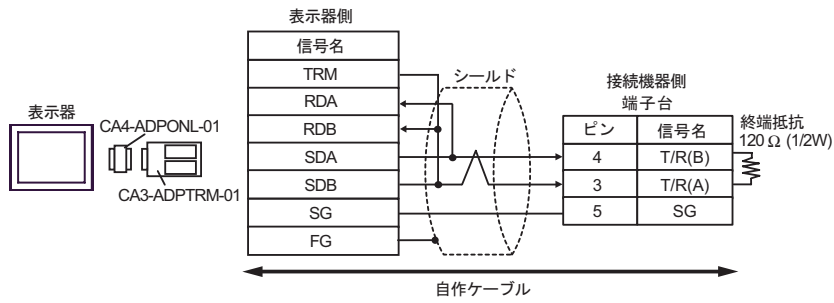 表示器側
信号名
TRM
RDA
RDB
SDA
SDB
SG
FG
シールド
接続機器側
端子台
ピン 信号名
4 T/R(B)
3 T/R(A)
5 SG
終端抵抗
120 Ω (1/2W)
表示器
CA4-ADPONL-01
CA3-ADPTRM-01
自作ケーブル